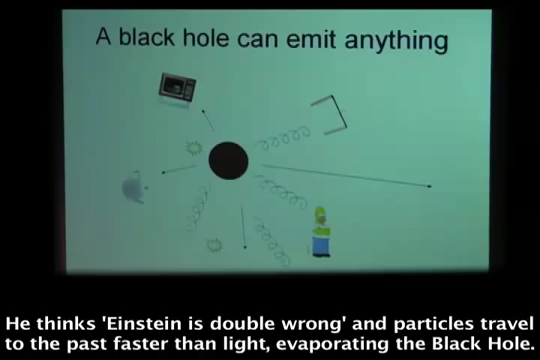 A black hole can emit anything
He thinks 'Einstein is double wrong' and particles travel
to the past faster than light, evaporating the Black Hole.